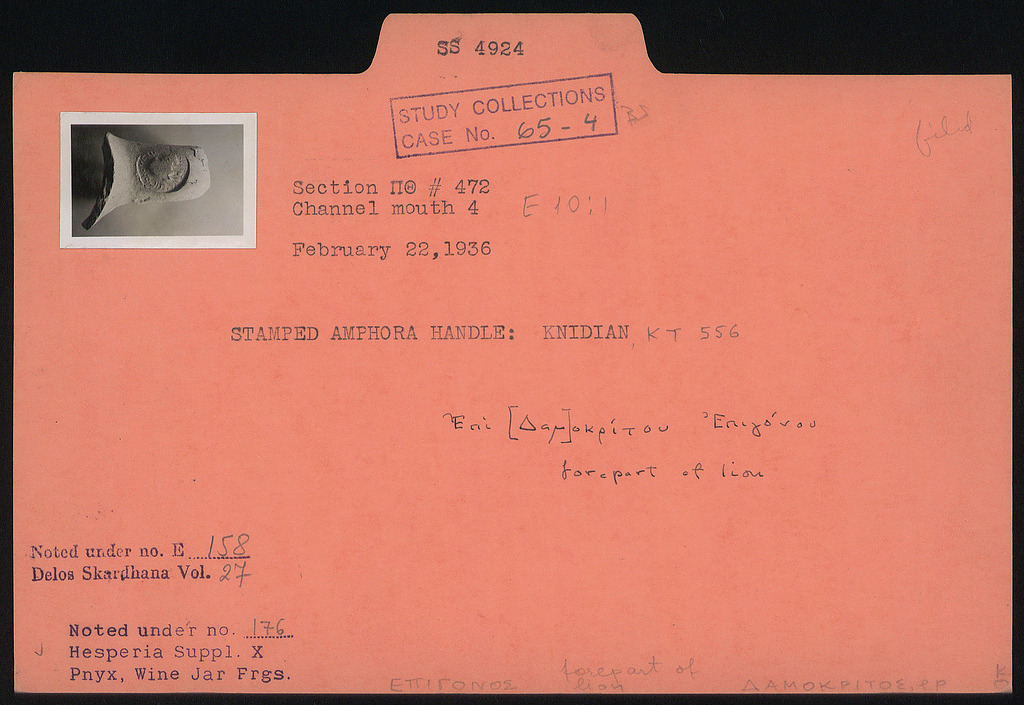 SS 4924
STUDY COLLECTIONS
CASE No. 65-4
filed
Section ΠΘ # 472
Channel mouth 4 E 10:1
February 22,1936
STAMPED AMPHORA HANDLE: KNIDIAN, KT 556
Ἐπὶ [Δαμ]οκρίτου Ἐπιγόνου
forepart of lion
Noted under no. E 158
Delos Skardhana Vol. 27
Noted under no. 176
Hesperia Suppl. X
Pnyx, Wine Jar Frgs.
ΕΠΙΓΟΝΟΣ
forepart of
lion
ΔΑΜΟΚΡΙΤΟΣ,